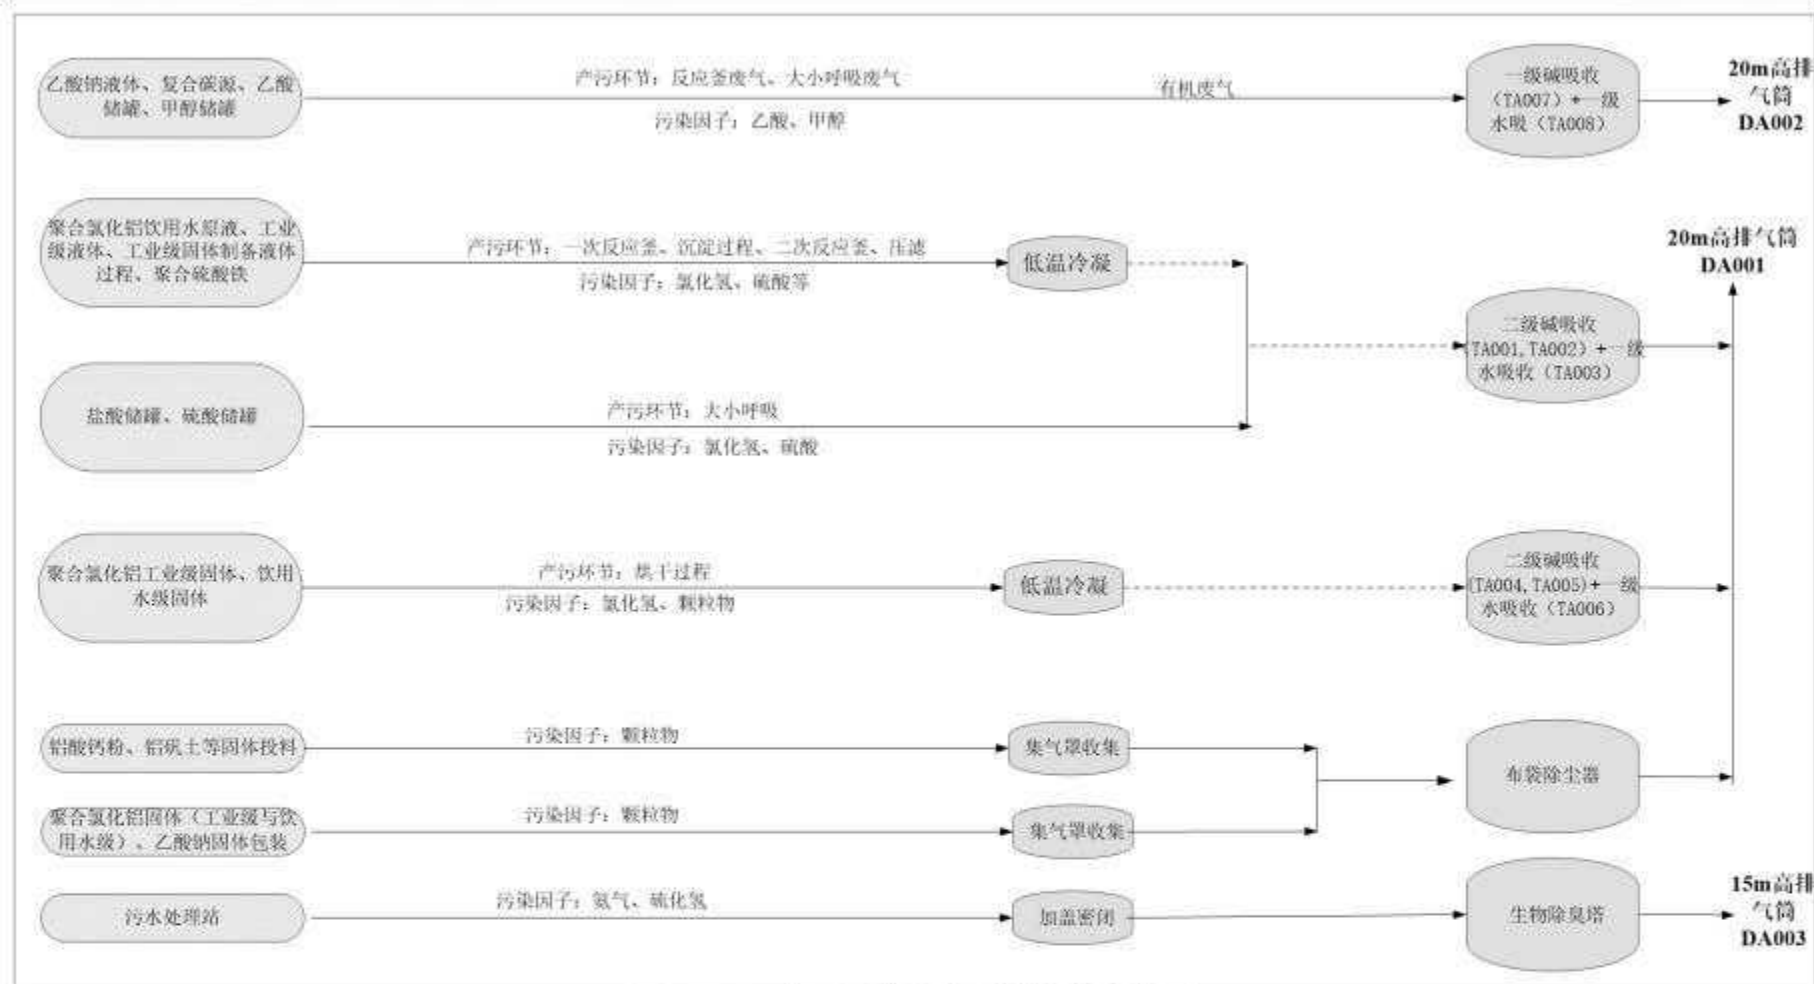 乙酸钠液体、复合碳源、乙酸
储罐、甲醇储罐
产污环节：反应釜废气、大小呼吸废气
污染因子：乙酸、甲醇
有机废气
一级碱吸收
（TA007）+一级
水吸（TA008）
20m高排
气筒
DA002
聚合氯化铝饮用水原液、工业
级液体、工业级固体制备液体
过程、聚合硫酸铁
产污环节：一次反应釜、沉淀过程、二次反应釜、压滤
污染因子：氯化氢、硫酸等
低温冷凝
20m高排气筒
DA001
二级碱吸收
（TA001,TA002）+一级
水吸收（TA003）
盐酸储罐、硫酸储罐
产污环节：大小呼吸
污染因子：氯化氢、硫酸
聚合氯化铝工业级固体、饮用
水级固体
产污环节：烘干过程
污染因子：氯化氢、颗粒物
低温冷凝
二级碱吸收
(TA004,TA005)+一级
水吸收（TA006）
铝酸钙粉、铝矾土等固体投料
污染因子：颗粒物
集气罩收集
布袋除尘器
聚合氯化铝固体（工业级与饮
用水级）、乙酸钠固体包装
污染因子：颗粒物
集气罩收集
污水处理站
污染因子：氨气、硫化氢
加盖密闭
生物除臭塔
15m高排
气筒
DA003